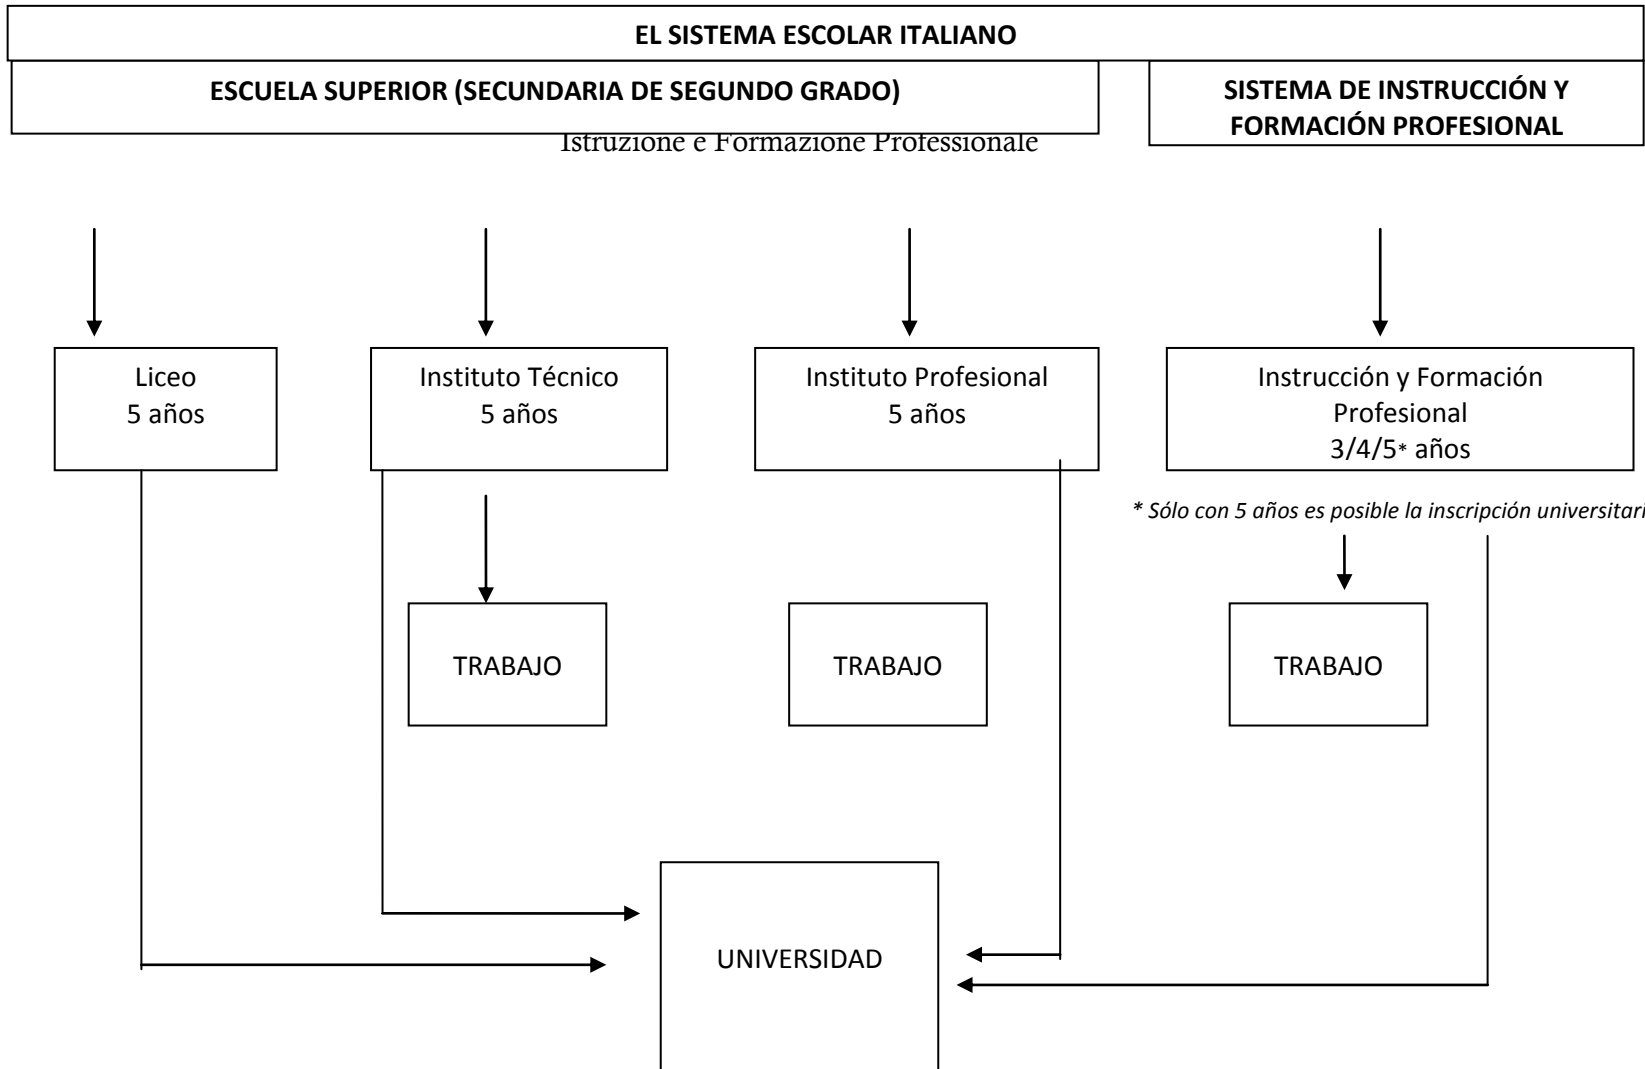 EL SISTEMA ESCOLAR ITALIANO
ESCUELA SUPERIOR (SECUNDARIA DE SEGUNDO GRADO)
SISTEMA DE INSTRUCCIÓN Y
FORMACIÓN PROFESIONAL
Istruzione e Formazione Professionale
Liceo
5 años
Instituto Técnico
5 años
Instituto Profesional
5 años
Instrucción y Formación
Profesional
3/4/5* años
* Sólo con 5 años es posible la inscripción universitari
TRABAJO
TRABAJO
TRABAJO
UNIVERSIDAD